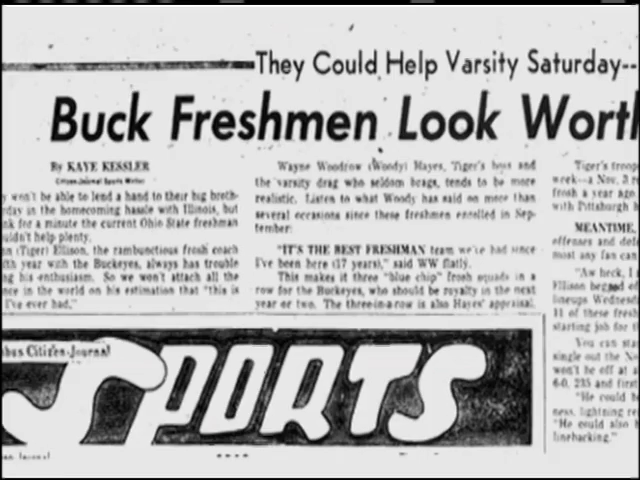 They Could Help Varsity Saturday--
Buck Freshmen Look Wort
By KAYE KESSLER
Citizen-Journal Sports Writer
y won't be able to lend a hand to their big breth-
rday in the homecoming hassle with Illinois, but
nk for a minute the current Ohio State freshman
uldn't help plenty.
n (Tiger) Ellison, the rambunctious frosh coach
fth year with the Buckeyes, always has trouble
ng his enthusiasm. So we won't attach all the
ce in the world on his estimation that "this is
I've ever had."
Wayne Woodrow (Woody) Hayes, Tiger's boss and
the varsity drag who seldom brags, tends to be more
realistic. Listen to what Woody has said on more than
several occasions since these freshmen enrolled in Sep-
tember:
"IT'S THE BEST FRESHMAN team we've had since
I've been here (17 years)," said WW flatly.
This makes it three "blue chip" frosh squads in a
row for the Buckeyes, who should be royalty in the next
year or two. The three-in-a-row is also Hayes' appraisal.
Tiger's troop
week—a Nov. 3 r
frosh a year ago
with Pittsburgh
MEANTIME,
offenses and def
most any fan can
"Aw heck, I
Ellison begged of
lineups Wednesd
11 of these fresh
starting job for
You can sta
single out the No
won't be off at a
6-0, 235 and first
"He could b
ness, lightning re
"He could also
linebacking."
bus Citizen-Journal
SPORTS
an Journal